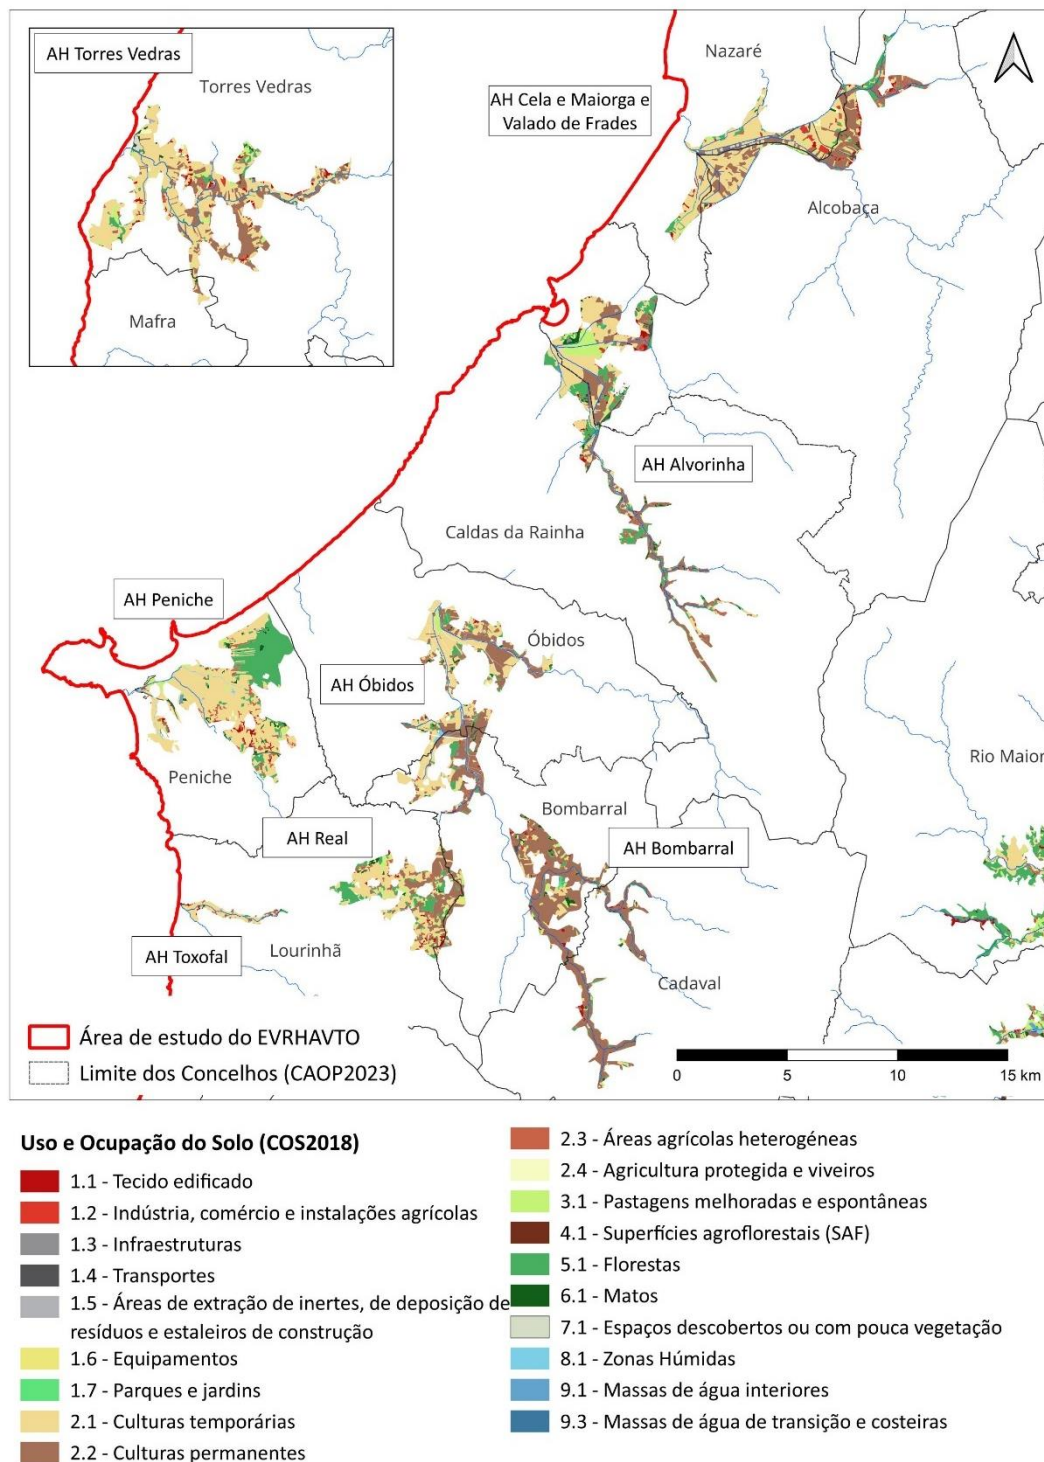 AH Torres Vedras
Torres Vedras
Mafra
Nazaré
AH Cela e Maiorga e
Valado de Frades
Alcobaça
AH Alvorinha
Caldas da Rainha
AH Peniche
Óbidos
AH Óbidos
Peniche
Rio Maior
Bombarral
AH Real
AH Bombarral
AH Toxofal
Lourinhã
Cadaval
Área de estudo do EVRHAVTO
Limite dos Concelhos (CAOP2023)
0 5 10 15 km
Uso e Ocupação do Solo (COS2018)
1.1 - Tecido edificado
1.2 - Indústria, comércio e instalações agrícolas
1.3 - Infraestruturas
1.4 - Transportes
1.5 - Áreas de extração de inertes, de deposição de
resíduos e estaleiros de construção
1.6 - Equipamentos
1.7 - Parques e jardins
2.1 - Culturas temporárias
2.2 - Culturas permanentes
2.3 - Áreas agrícolas heterogéneas
2.4 - Agricultura protegida e viveiros
3.1 - Pastagens melhoradas e espontâneas
4.1 - Superfícies agroflorestais (SAF)
5.1 - Florestas
6.1 - Matos
7.1 - Espaços descobertos ou com pouca vegetação
8.1 - Zonas Húmidas
9.1 - Massas de água interiores
9.3 - Massas de água de transição e costeiras